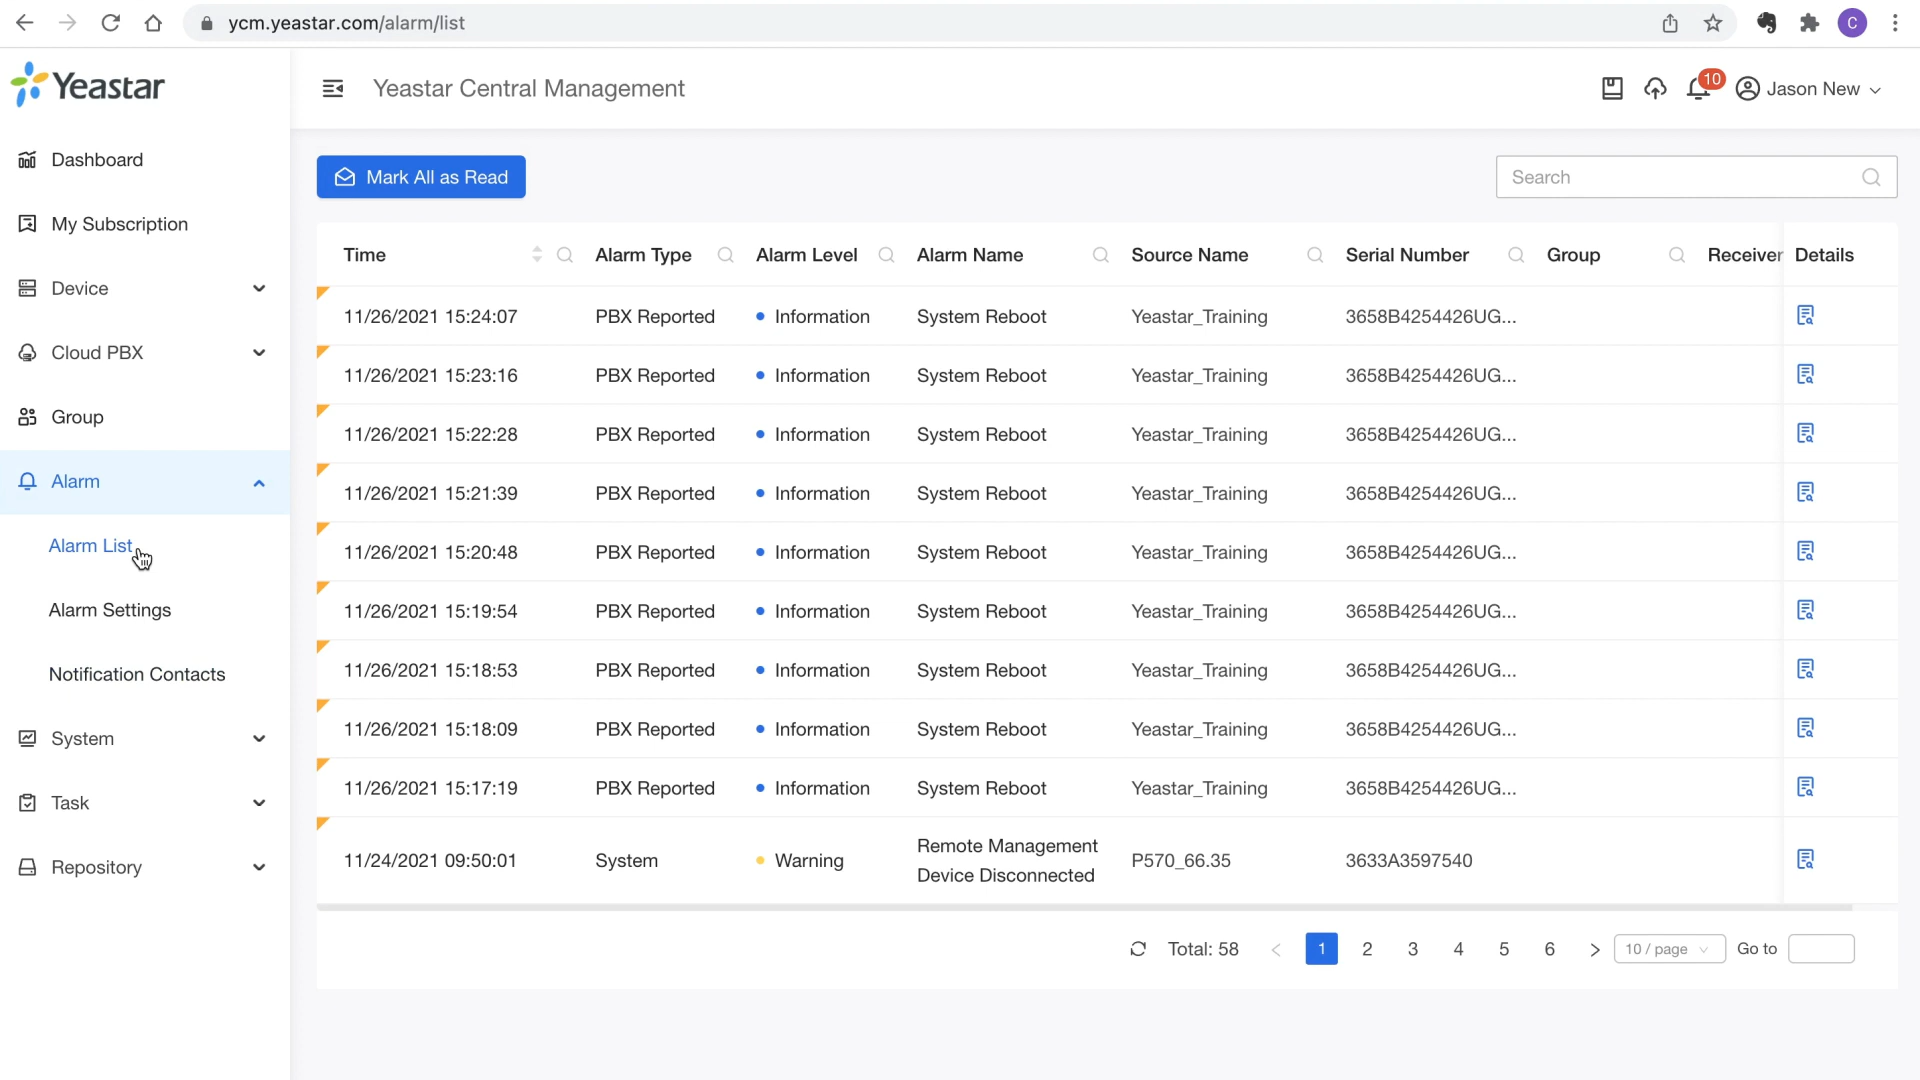 ycm.yeastar.com/alarm/list
C
Yeastar
Yeastar Central Management
10
Jason New
Dashboard
My Subscription
Device
Cloud PBX
Group
Alarm
Alarm List
Alarm Settings
Notification Contacts
System
Task
Repository
Mark All as Read
Search
Time Alarm Type Alarm Level Alarm Name Source Name Serial Number Group Receiver Details
11/26/2021 15:24:07 PBX Reported Information System Reboot Yeastar_Training 3658B4254426UG...
11/26/2021 15:23:16 PBX Reported Information System Reboot Yeastar_Training 3658B4254426UG...
11/26/2021 15:22:28 PBX Reported Information System Reboot Yeastar_Training 3658B4254426UG...
11/26/2021 15:21:39 PBX Reported Information System Reboot Yeastar_Training 3658B4254426UG...
11/26/2021 15:20:48 PBX Reported Information System Reboot Yeastar_Training 3658B4254426UG...
11/26/2021 15:19:54 PBX Reported Information System Reboot Yeastar_Training 3658B4254426UG...
11/26/2021 15:18:53 PBX Reported Information System Reboot Yeastar_Training 3658B4254426UG...
11/26/2021 15:18:09 PBX Reported Information System Reboot Yeastar_Training 3658B4254426UG...
11/26/2021 15:17:19 PBX Reported Information System Reboot Yeastar_Training 3658B4254426UG...
11/24/2021 09:50:01 System Warning Remote Management
Device Disconnected P570_66.35 3633A3597540
Total: 58 < 1 2 3 4 5 6 > 10 / page Go to